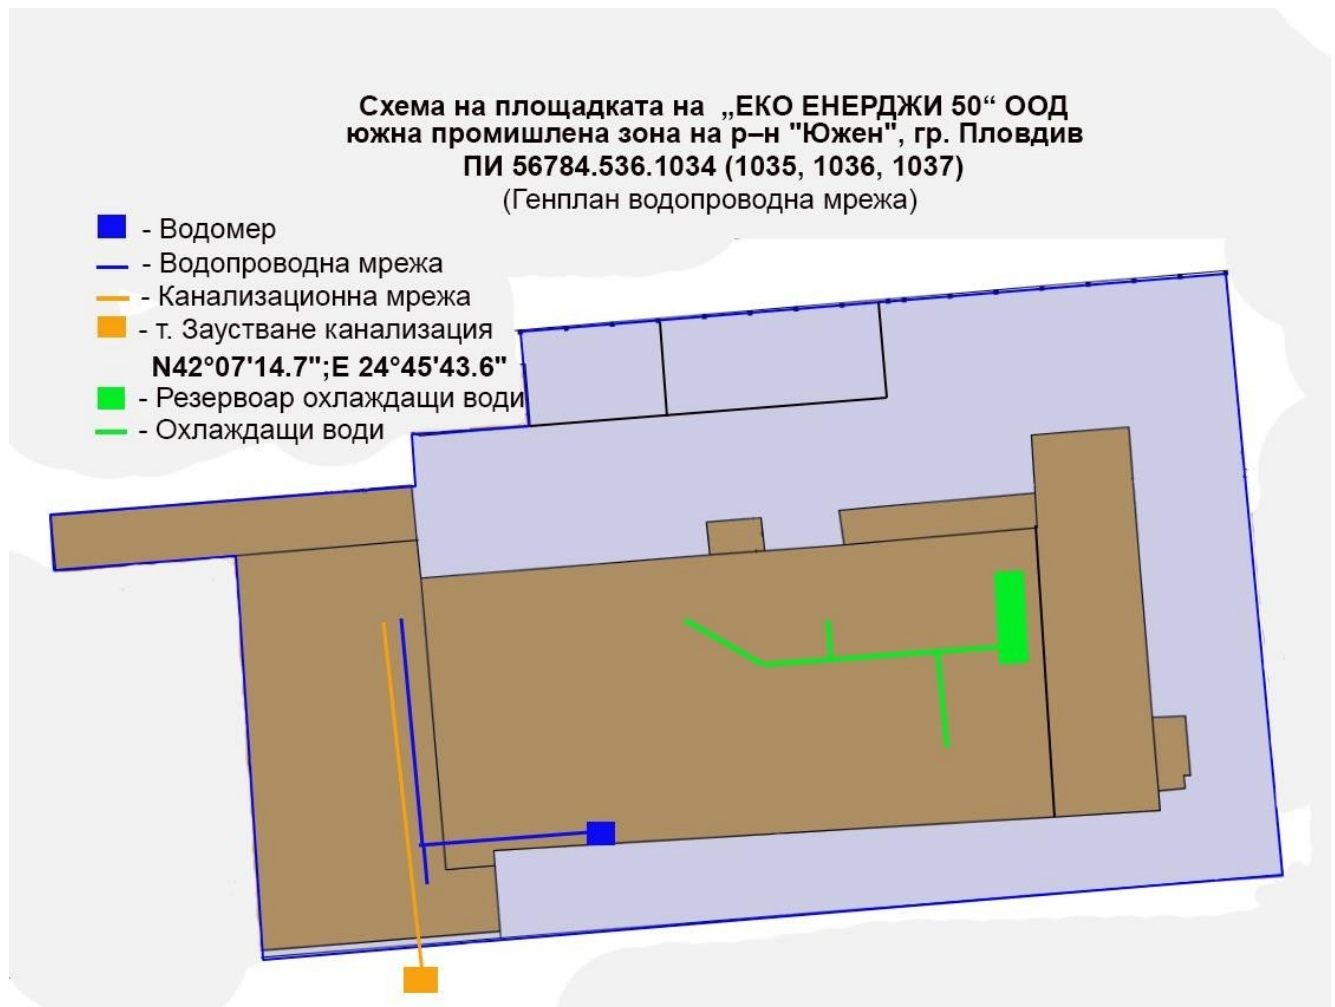 Схема на площадката на „ЕКО ЕНЕРДЖИ 50“ ООД
южна промишлена зона на р–н "Южен", гр. Пловдив
ПИ 56784.536.1034 (1035, 1036, 1037)
(Генплан водопроводна мрежа)
- Водомер
- Водопроводна мрежа
- Канализационна мрежа
- т. Заустване канализация
N42°07'14.7";E 24°45'43.6"
- Резервоар охлаждащи води
- Охлаждащи води